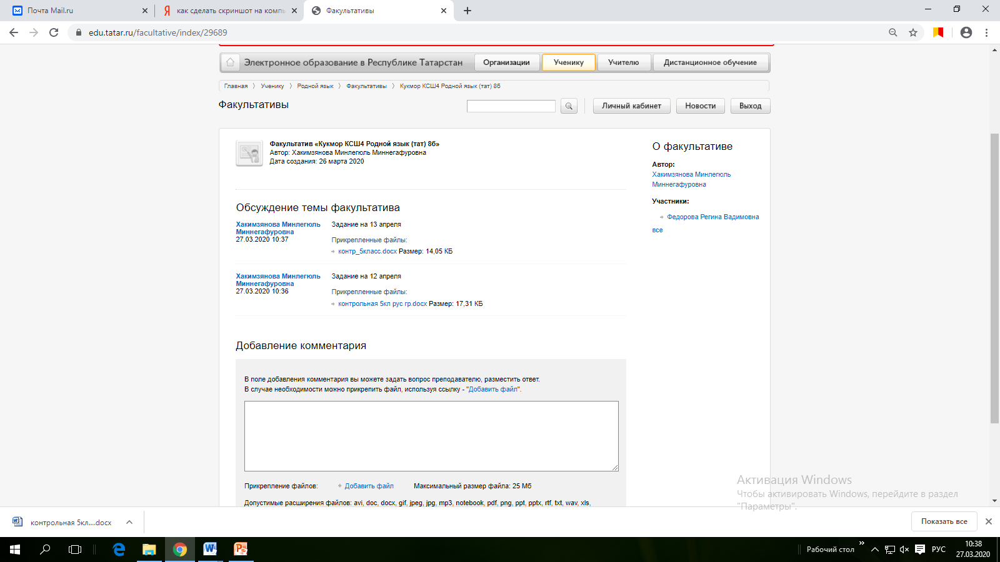 Почта Mail.ru
как сделать скриншот на компь
Факультативы
edu.tatar.ru/facultative/index/29689
Электронное образование в Республике Татарстан
Организации
Ученику
Учителю
Дистанционное обучение
Главная
Ученику
Родной язык
Факультативы
Кукмор КСШ4 Родной язык (тат) 8б
Факультативы
Личный кабинет
Новости
Выход
Факультатив «Кукмор КСШ4 Родной язык (тат) 8б»
Автор: Хакимзянова Минлегюль Миннегафуровна
Дата создания: 26 марта 2020
О факультативе
Автор:
Хакимзянова Минлегюль
Миннегафуровна
Участники:
Федорова Регина Вадимовна
все
Обсуждение темы факультатива
Хакимзянова Минлегюль
Миннегафуровна
27.03.2020 10:37
Задание на 13 апреля
Прикрепленные файлы:
контр_5класс.docx Размер: 14,05 КБ
Хакимзянова Минлегюль
Миннегафуровна
27.03.2020 10:36
Задание на 12 апреля
Прикрепленные файлы:
контрольная 5кл рус гр.docx Размер: 17,31 КБ
Добавление комментария
В поле добавления комментария вы можете задать вопрос преподавателю, разместить ответ.
В случае необходимости можно прикрепить файл, используя ссылку - "Добавить файл".
Прикрепление файлов:
Добавить файл
Максимальный размер файла: 25 Мб
Допустимые расширения файлов: avi, doc, docx, gif, jpeg, jpg, mp3, notebook, pdf, png, ppt, pptx, rtf, txt, wav, xls,
Активация Windows
Чтобы активировать Windows, перейдите в раздел
"Параметры".
контрольная 5кл....docx
Показать все
Рабочий стол
РУС
10:38
27.03.2020